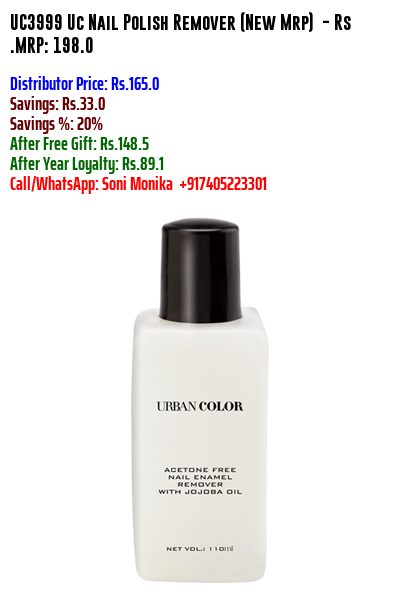 UC3999 Uc Nail Polish Remover (New Mrp) - Rs
.MRP: 198.0
Distributor Price: Rs.165.0
Savings: Rs.33.0
Savings %: 20%
After Free Gift: Rs.148.5
After Year Loyalty: Rs.89.1
Call/WhatsApp: Soni Monika +917405223301
URBAN COLOR
ACETONE FREE
NAIL ENAMEL
REMOVER
WITH JOJOBA OIL
NET VOL.: 110ml